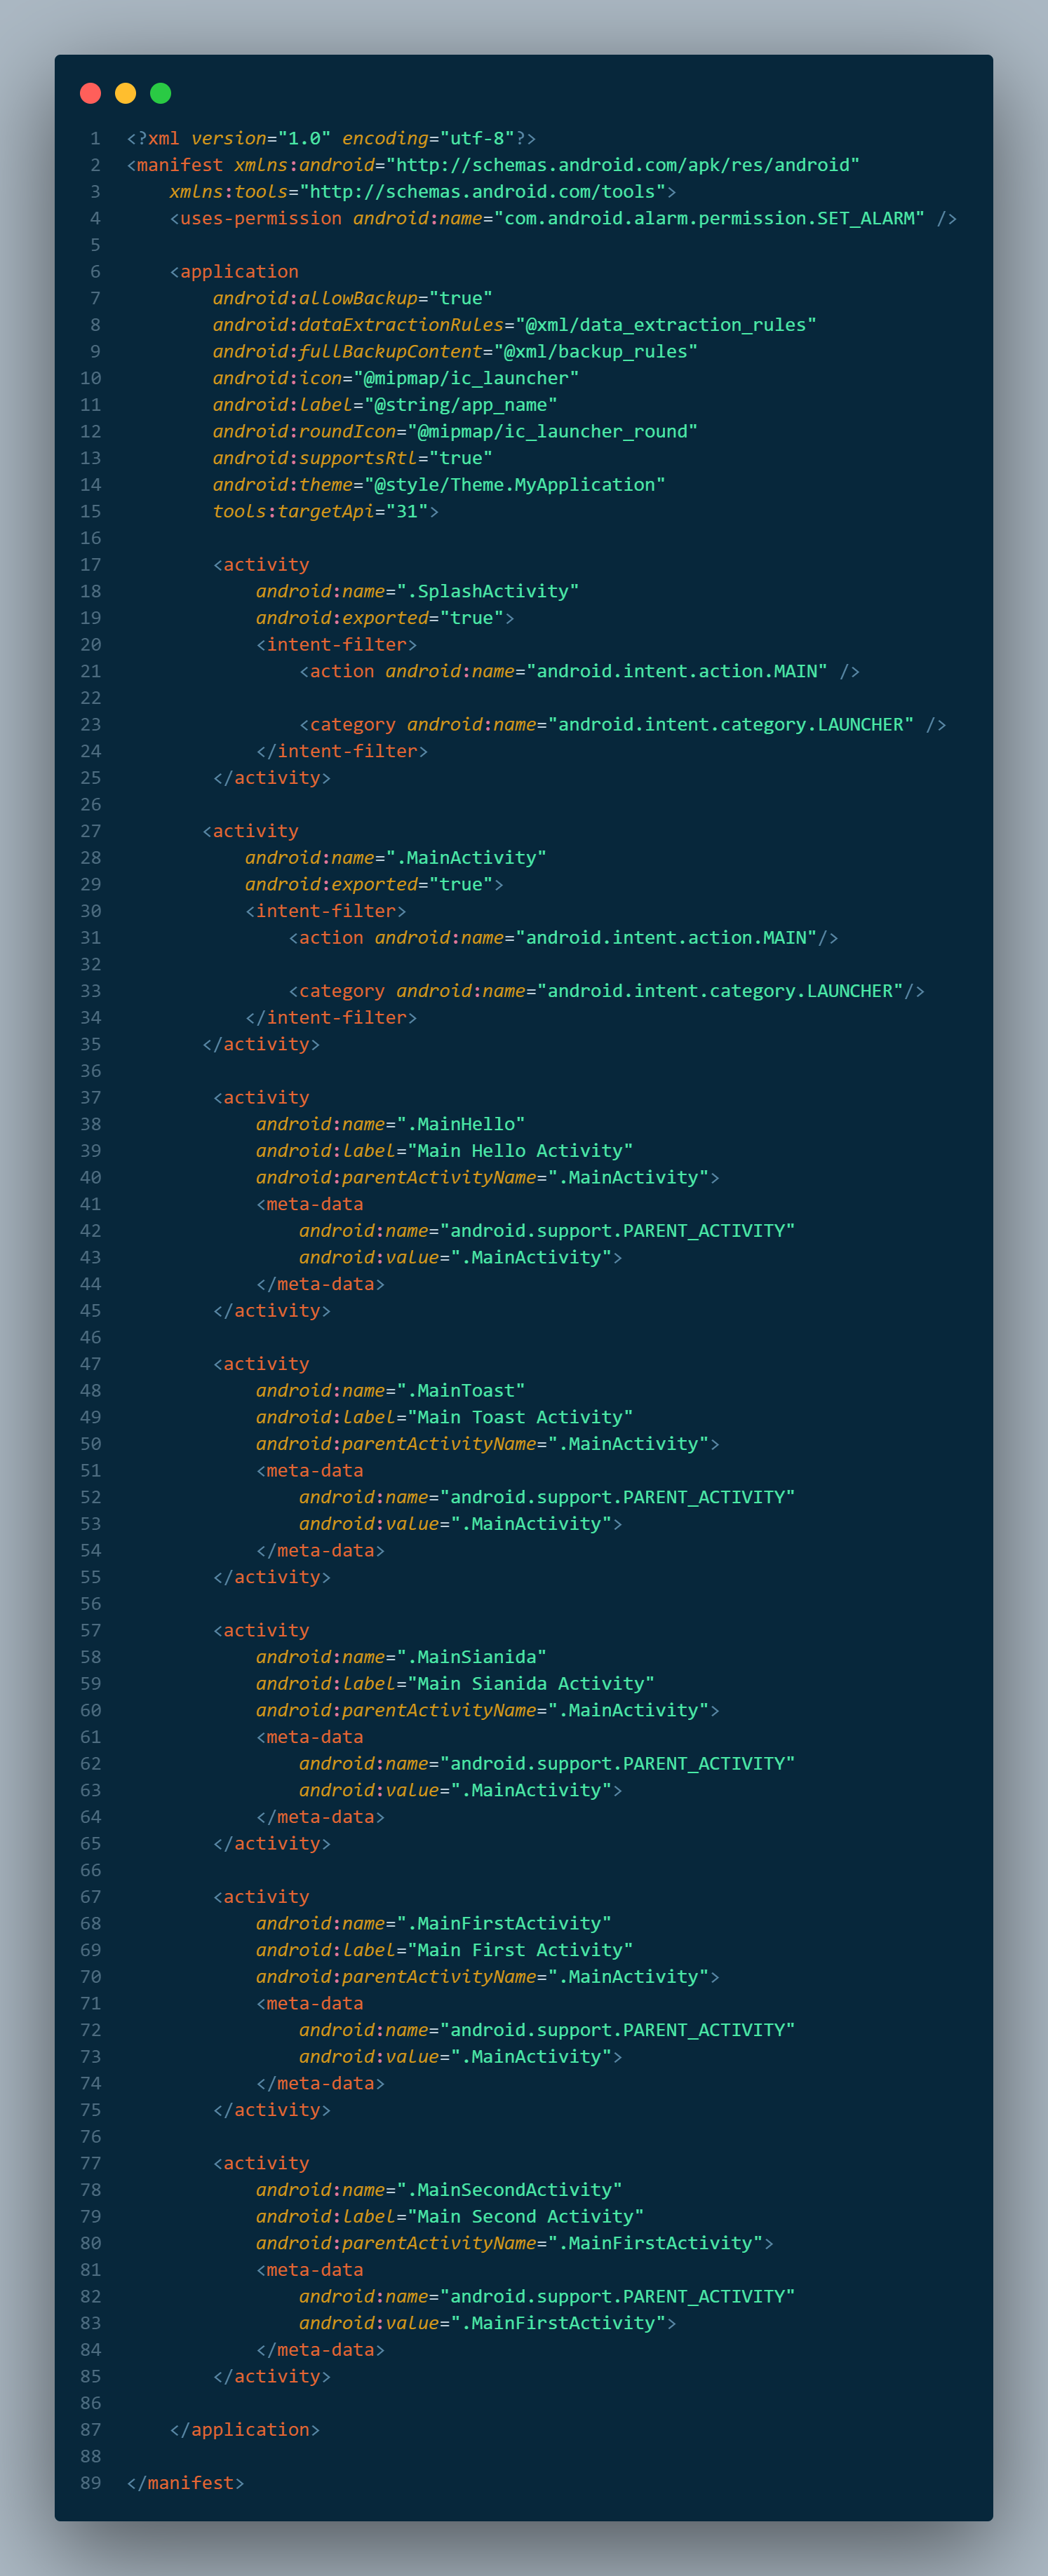 1 <?xml version="1.0" encoding="utf-8"?>
2 <manifest xmlns:android="http://schemas.android.com/apk/res/android"
3     xmlns:tools="http://schemas.android.com/tools">
4     <uses-permission android:name="com.android.alarm.permission.SET_ALARM" />
5
6     <application
7         android:allowBackup="true"
8         android:dataExtractionRules="@xml/data_extraction_rules"
9         android:fullBackupContent="@xml/backup_rules"
10         android:icon="@mipmap/ic_launcher"
11         android:label="@string/app_name"
12         android:roundIcon="@mipmap/ic_launcher_round"
13         android:supportsRtl="true"
14         android:theme="@style/Theme.MyApplication"
15         tools:targetApi="31">
16
17         <activity
18             android:name=".SplashActivity"
19             android:exported="true">
20             <intent-filter>
21                 <action android:name="android.intent.action.MAIN" />
22
23                 <category android:name="android.intent.category.LAUNCHER" />
24             </intent-filter>
25         </activity>
26
27        <activity
28            android:name=".MainActivity"
29            android:exported="true">
30            <intent-filter>
31                <action android:name="android.intent.action.MAIN"/>
32
33                <category android:name="android.intent.category.LAUNCHER"/>
34            </intent-filter>
35        </activity>
36
37         <activity
38             android:name=".MainHello"
39             android:label="Main Hello Activity"
40             android:parentActivityName=".MainActivity">
41             <meta-data
42                 android:name="android.support.PARENT_ACTIVITY"
43                 android:value=".MainActivity">
44             </meta-data>
45         </activity>
46
47         <activity
48             android:name=".MainToast"
49             android:label="Main Toast Activity"
50             android:parentActivityName=".MainActivity">
51             <meta-data
52                 android:name="android.support.PARENT_ACTIVITY"
53                 android:value=".MainActivity">
54             </meta-data>
55         </activity>
56
57         <activity
58             android:name=".MainSianida"
59             android:label="Main Sianida Activity"
60             android:parentActivityName=".MainActivity">
61             <meta-data
62                 android:name="android.support.PARENT_ACTIVITY"
63                 android:value=".MainActivity">
64             </meta-data>
65         </activity>
66
67         <activity
68             android:name=".MainFirstActivity"
69             android:label="Main First Activity"
70             android:parentActivityName=".MainActivity">
71             <meta-data
72                 android:name="android.support.PARENT_ACTIVITY"
73                 android:value=".MainActivity">
74             </meta-data>
75         </activity>
76
77         <activity
78             android:name=".MainSecondActivity"
79             android:label="Main Second Activity"
80             android:parentActivityName=".MainFirstActivity">
81             <meta-data
82                 android:name="android.support.PARENT_ACTIVITY"
83                 android:value=".MainFirstActivity">
84             </meta-data>
85         </activity>
86
87     </application>
88
89 </manifest>